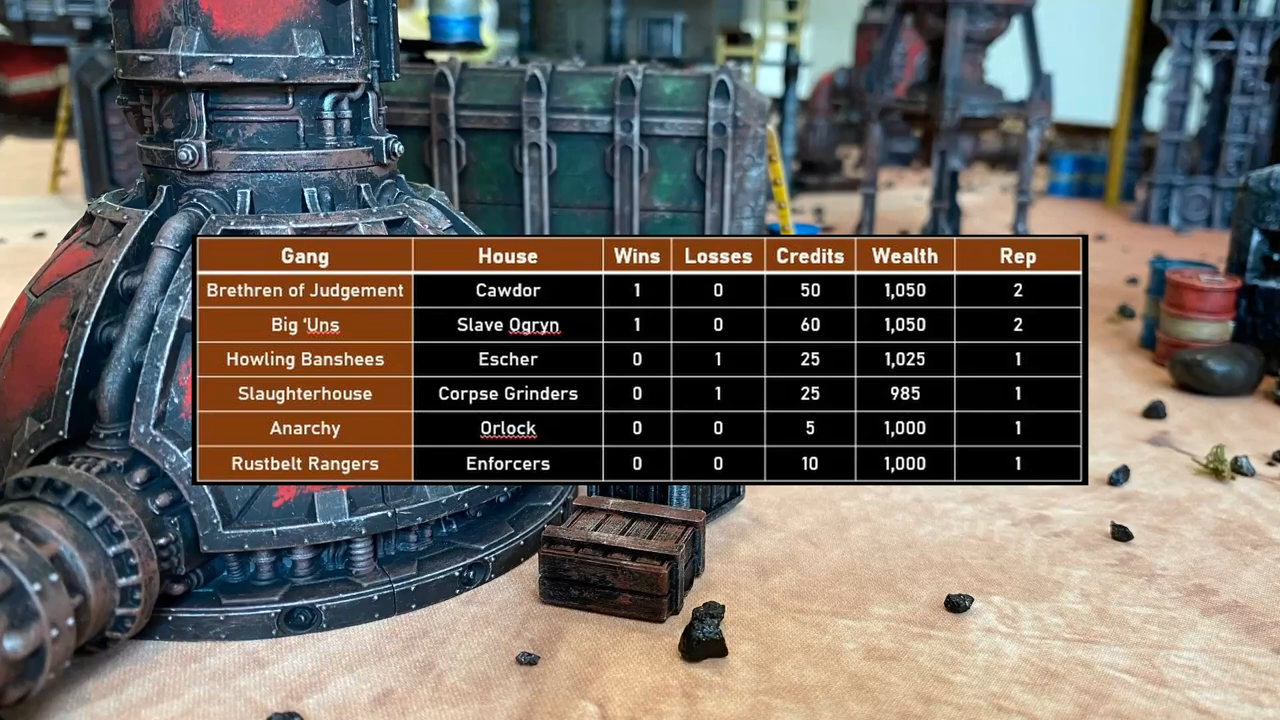 Gang House Wins Losses Credits Wealth Rep
Brethren of Judgement Cawdor 1 0 50 1,050 2
Big ‘Uns Slave Ogryn 1 0 60 1,050 2
Howling Banshees Escher 0 1 25 1,025 1
Slaughterhouse Corpse Grinders 0 1 25 985 1
Anarchy Orlock 0 0 5 1,000 1
Rustbelt Rangers Enforcers 0 0 10 1,000 1